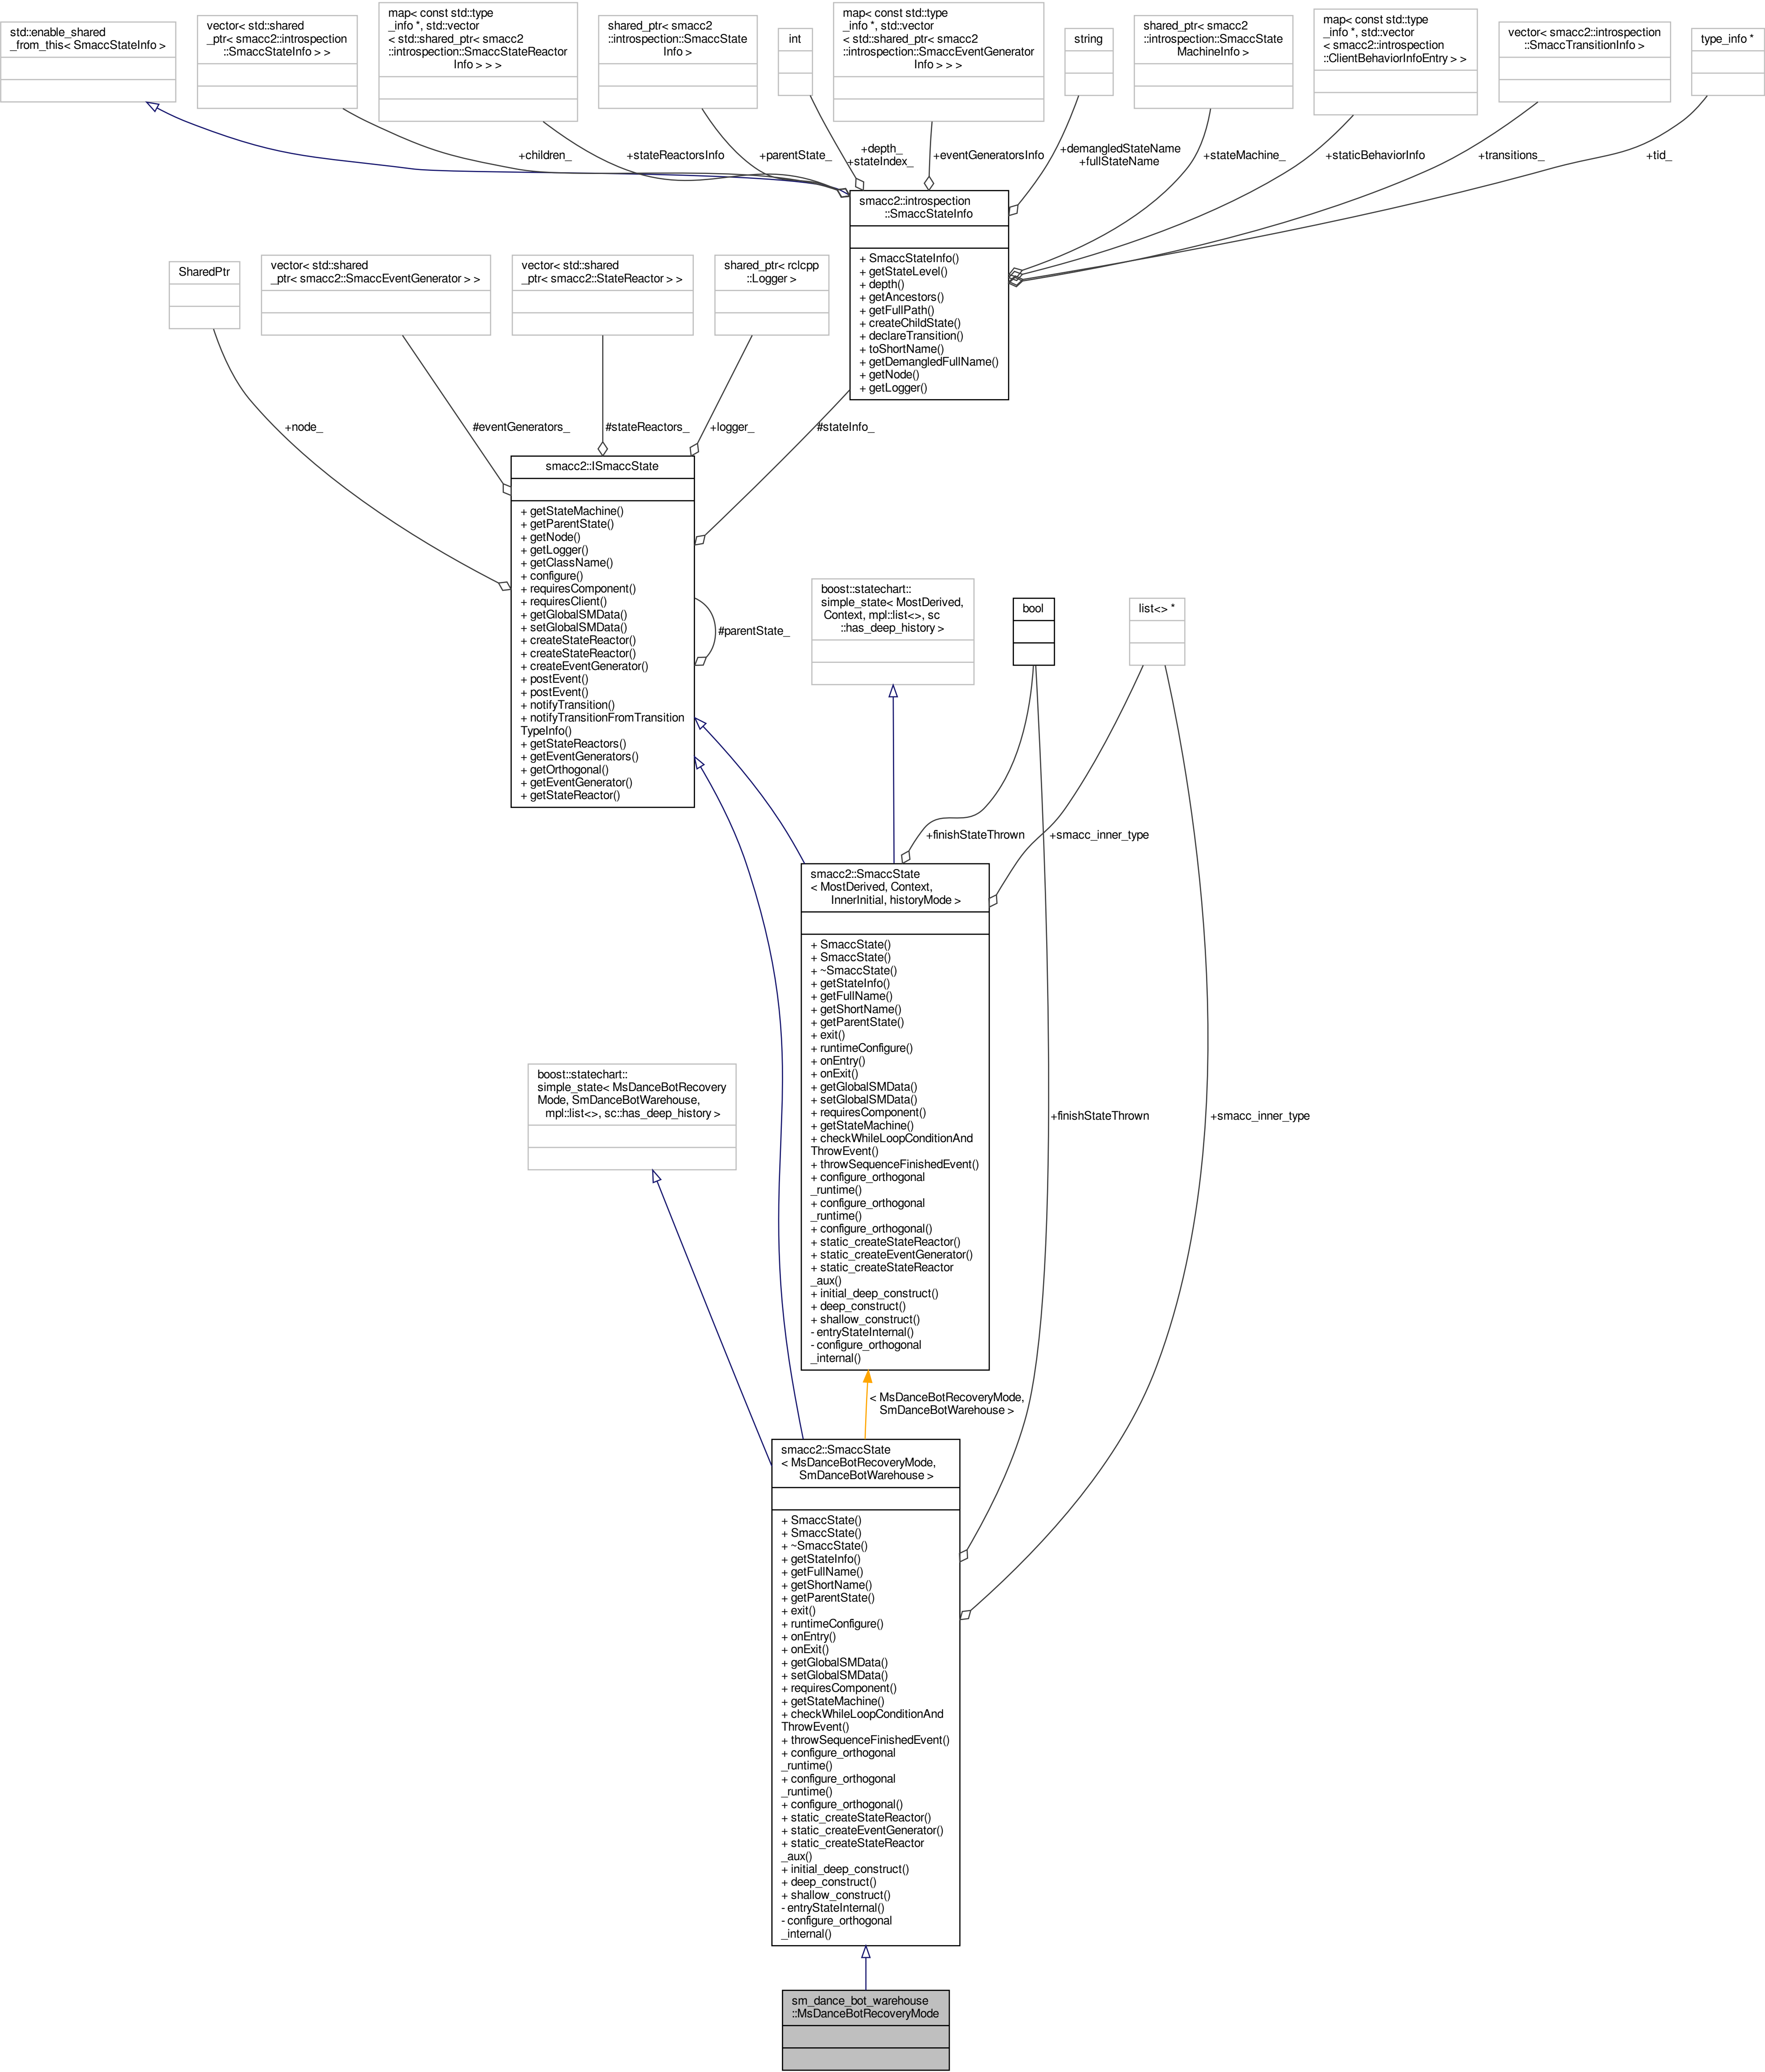 std::enable_shared
_from_this< SmaccStateInfo >
vector< std::shared
_ptr< smacc2::introspection
::SmaccStateInfo > >
map< const std::type
_info *, std::vector
< std::shared_ptr< smacc2
::introspection::SmaccStateReactor
Info > > >
shared_ptr< smacc2
::introspection::SmaccState
Info >
int
map< const std::type
_info *, std::vector
< std::shared_ptr< smacc2
::introspection::SmaccEventGenerator
Info > > >
string
shared_ptr< smacc2
::introspection::SmaccState
MachineInfo >
map< const std::type
_info *, std::vector
< smacc2::introspection
::ClientBehaviorInfoEntry > >
vector< smacc2::introspection
::SmaccTransitionInfo >
type_info *
+children_
+stateReactorsInfo
+parentState_
+depth_
+stateIndex_
+eventGeneratorsInfo
+demangledStateName
+fullStateName
+stateMachine_
+staticBehaviorInfo
+transitions_
+tid_
smacc2::introspection
::SmaccStateInfo
+ SmaccStateInfo()
+ getStateLevel()
+ depth()
+ getAncestors()
+ getFullPath()
+ createChildState()
+ declareTransition()
+ toShortName()
+ getDemangledFullName()
+ getNode()
+ getLogger()
SharedPtr
vector< std::shared
_ptr< smacc2::SmaccEventGenerator > >
vector< std::shared
_ptr< smacc2::StateReactor > >
shared_ptr< rclcpp
::Logger >
+node_
#eventGenerators_
#stateReactors_
+logger_
#stateInfo_
smacc2::ISmaccState
+ getStateMachine()
+ getParentState()
+ getNode()
+ getLogger()
+ getClassName()
+ configure()
+ requiresComponent()
+ requiresClient()
+ getGlobalSMData()
+ setGlobalSMData()
+ createStateReactor()
+ createStateReactor()
+ createEventGenerator()
+ postEvent()
+ postEvent()
+ notifyTransition()
+ notifyTransitionFromTransition
TypeInfo()
+ getStateReactors()
+ getEventGenerators()
+ getOrthogonal()
+ getEventGenerator()
+ getStateReactor()
#parentState_
boost::statechart::
simple_state< MostDerived,
Context, mpl::list<>, sc
::has_deep_history >
bool
list<> *
+finishStateThrown
+smacc_inner_type
smacc2::SmaccState
< MostDerived, Context,
InnerInitial, historyMode >
+ SmaccState()
+ SmaccState()
+ ~SmaccState()
+ getStateInfo()
+ getFullName()
+ getShortName()
+ getParentState()
+ exit()
+ runtimeConfigure()
+ onEntry()
+ onExit()
+ getGlobalSMData()
+ setGlobalSMData()
+ requiresComponent()
+ getStateMachine()
+ checkWhileLoopConditionAnd
ThrowEvent()
+ throwSequenceFinishedEvent()
+ configure_orthogonal
_runtime()
+ configure_orthogonal
_runtime()
+ configure_orthogonal()
+ static_createStateReactor()
+ static_createEventGenerator()
+ static_createStateReactor
_aux()
+ initial_deep_construct()
+ deep_construct()
+ shallow_construct()
- entryStateInternal()
- configure_orthogonal
_internal()
boost::statechart::
simple_state< MsDanceBotRecovery
Mode, SmDanceBotWarehouse,
mpl::list<>, sc::has_deep_history >
+finishStateThrown
+smacc_inner_type
< MsDanceBotRecoveryMode,
SmDanceBotWarehouse >
smacc2::SmaccState
< MsDanceBotRecoveryMode,
SmDanceBotWarehouse >
+ SmaccState()
+ SmaccState()
+ ~SmaccState()
+ getStateInfo()
+ getFullName()
+ getShortName()
+ getParentState()
+ exit()
+ runtimeConfigure()
+ onEntry()
+ onExit()
+ getGlobalSMData()
+ setGlobalSMData()
+ requiresComponent()
+ getStateMachine()
+ checkWhileLoopConditionAnd
ThrowEvent()
+ throwSequenceFinishedEvent()
+ configure_orthogonal
_runtime()
+ configure_orthogonal
_runtime()
+ configure_orthogonal()
+ static_createStateReactor()
+ static_createEventGenerator()
+ static_createStateReactor
_aux()
+ initial_deep_construct()
+ deep_construct()
+ shallow_construct()
- entryStateInternal()
- configure_orthogonal
_internal()
sm_dance_bot_warehouse
::MsDanceBotRecoveryMode